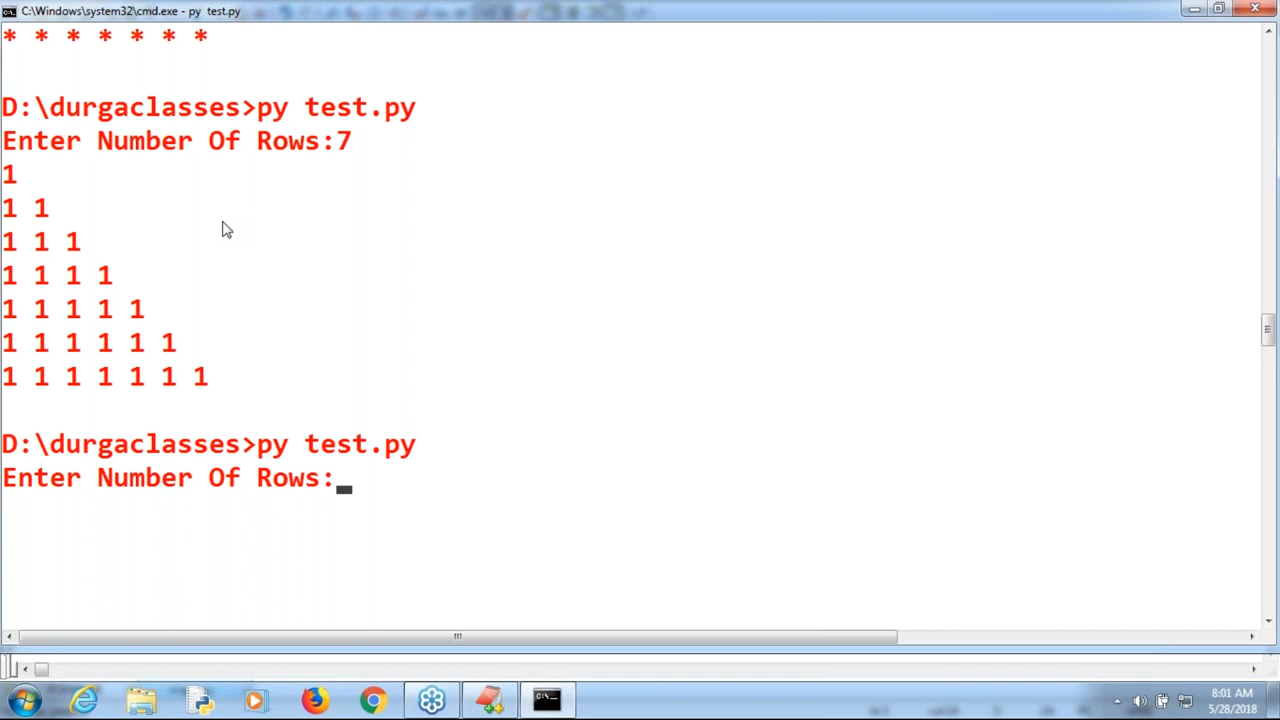 C:\Windows\system32\cmd.exe - py  test.py
* * * * * * *
D:\durgaclasses>py test.py
Enter Number Of Rows:7
1
1 1
1 1 1
1 1 1 1
1 1 1 1 1
1 1 1 1 1 1
1 1 1 1 1 1 1
D:\durgaclasses>py test.py
Enter Number Of Rows:
8:01 AM
5/28/2018